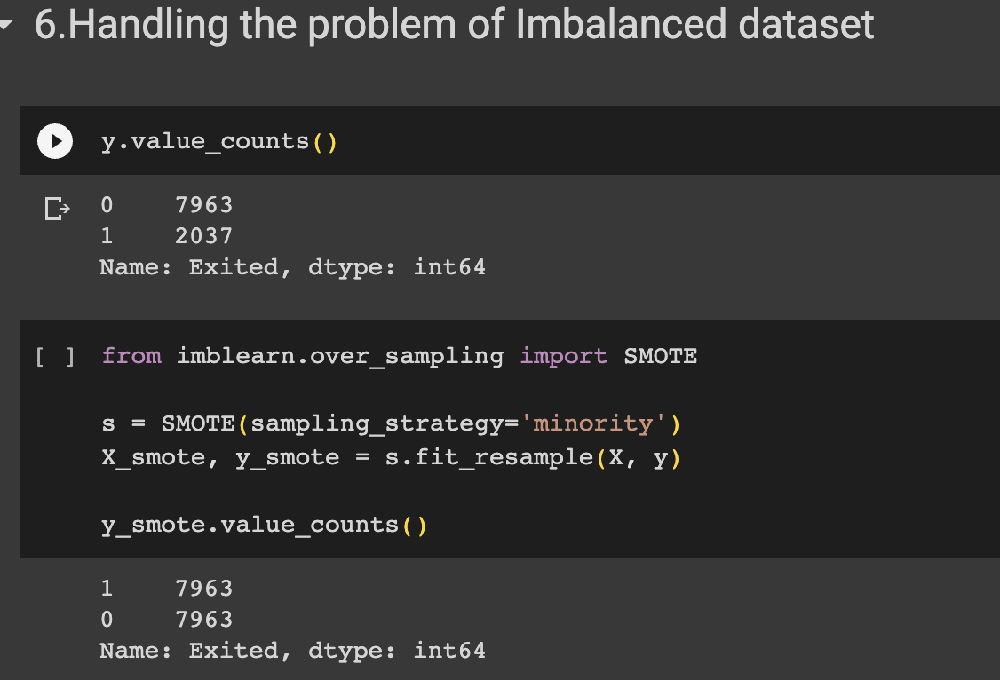 6.Handling the problem of Imbalanced dataset
y.value_counts()
0    7963
1    2037
Name: Exited, dtype: int64
[ ] from imblearn.over_sampling import SMOTE
s = SMOTE(sampling_strategy='minority')
X_smote, y_smote = s.fit_resample(X, y)
y_smote.value_counts()
1    7963
0    7963
Name: Exited, dtype: int64